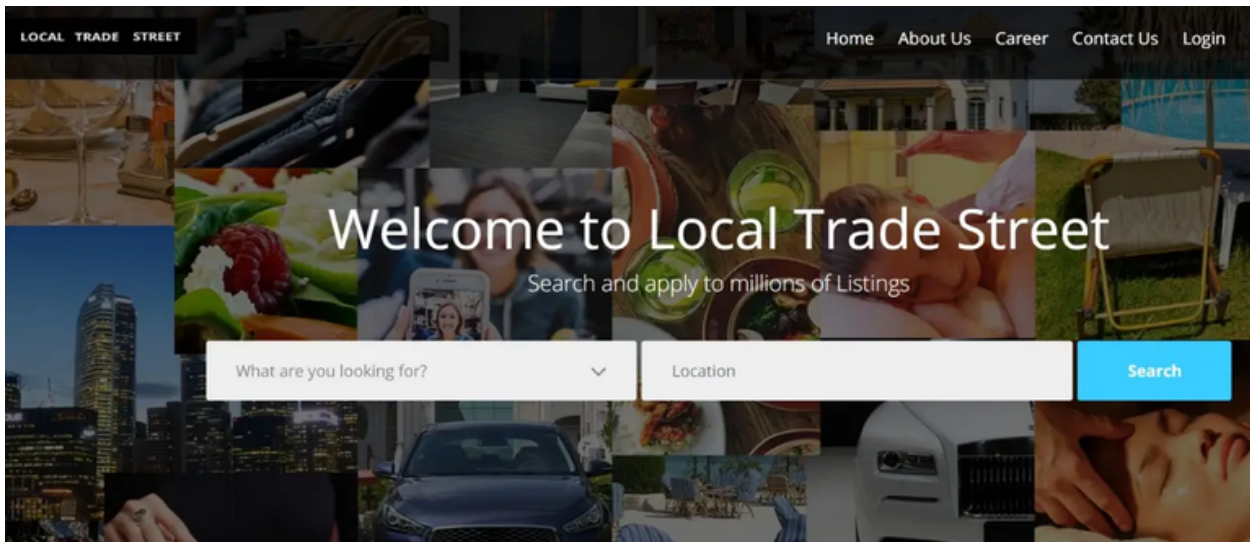 LOCAL TRADE STREET
Home About Us Career Contact Us Login
Welcome to Local Trade Street
Search and apply to millions of Listings
What are you looking for?
Location
Search